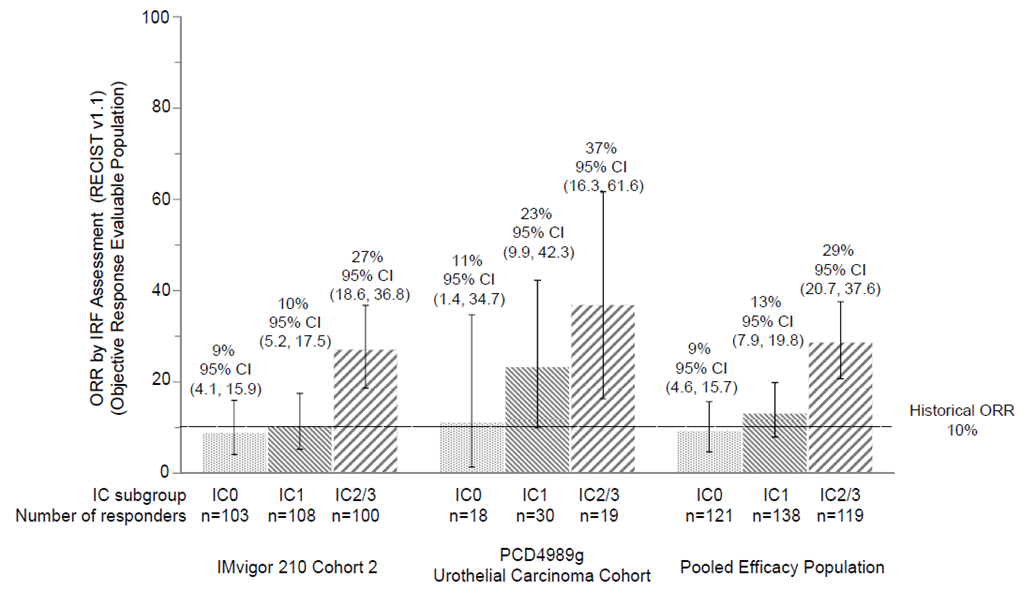 ORR by IRF Assessment (RECIST v1.1)
(Objective Response Evaluable Population)
100
80
60
40
20
0
9%
95% CI
(4.1, 15.9)
10%
95% CI
(5.2, 17.5)
27%
95% CI
(18.6, 36.8)
11%
95% CI
(1.4, 34.7)
23%
95% CI
(9.9, 42.3)
37%
95% CI
(16.3, 61.6)
9%
95% CI
(4.6, 15.7)
13%
95% CI
(7.9, 19.8)
29%
95% CI
(20.7, 37.6)
Historical ORR
10%
IC subgroup IC0 IC1 IC2/3 IC0 IC1 IC2/3 IC0 IC1 IC2/3
Number of responders n=103 n=108 n=100 n=18 n=30 n=19 n=121 n=138 n=119
IMvigor 210 Cohort 2
PCD4989g
Urothelial Carcinoma Cohort
Pooled Efficacy Population